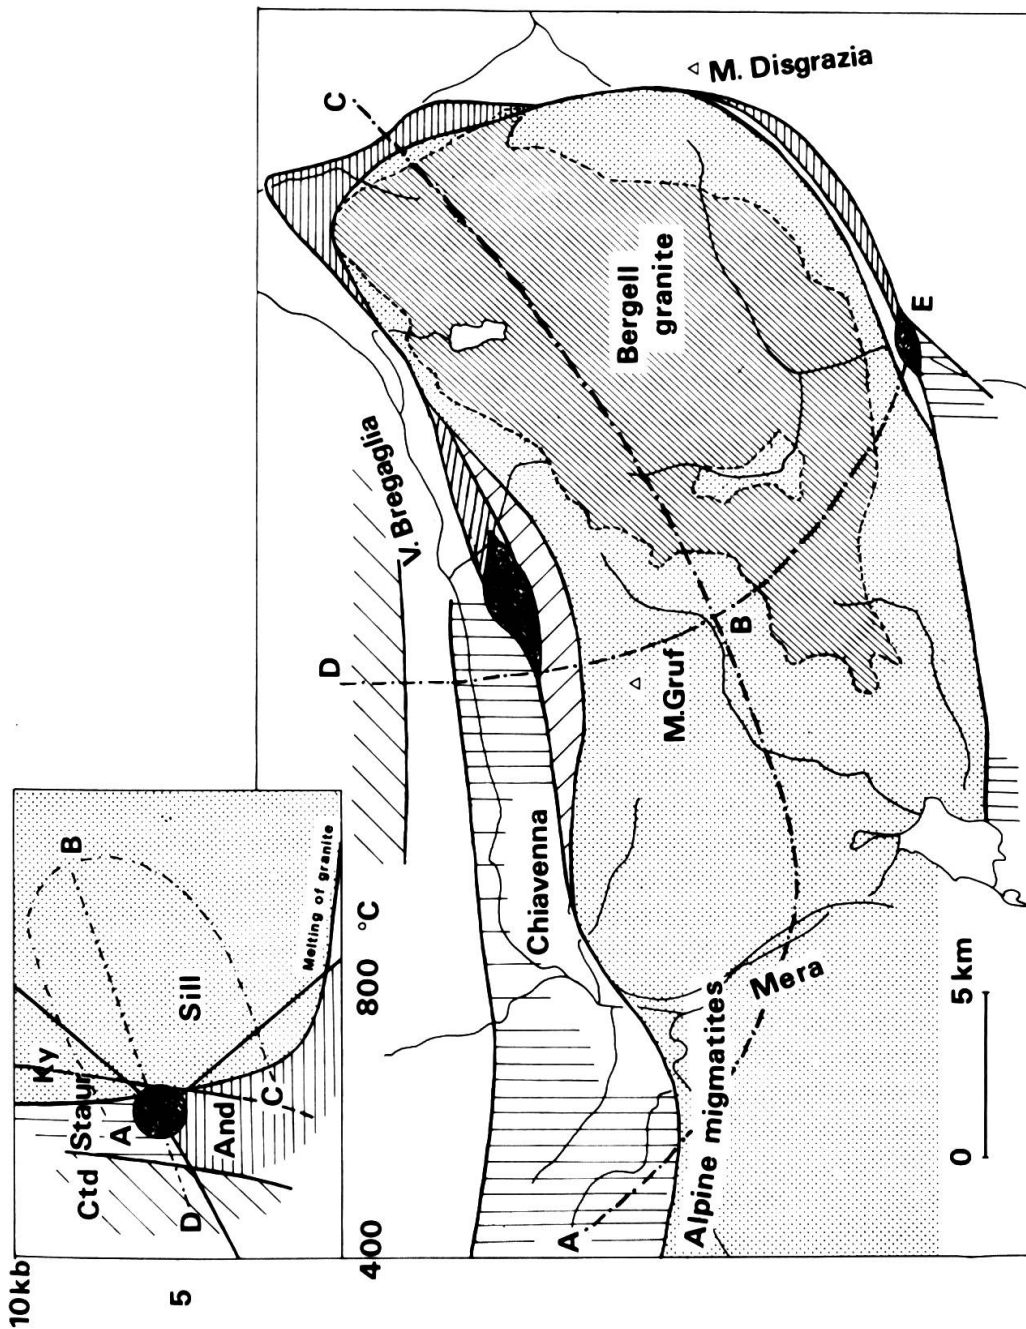 10kb
5
400
800 °C
Ctd
Staur
Ky
A
And
Sill
B
C
D
Melting of granite
M. Disgrazia
C
V. Bregaglia
Bergell
granite
E
D
B
M.Gruf
Chiavenna
Mera
A
Alpine migmatites
0
5 km